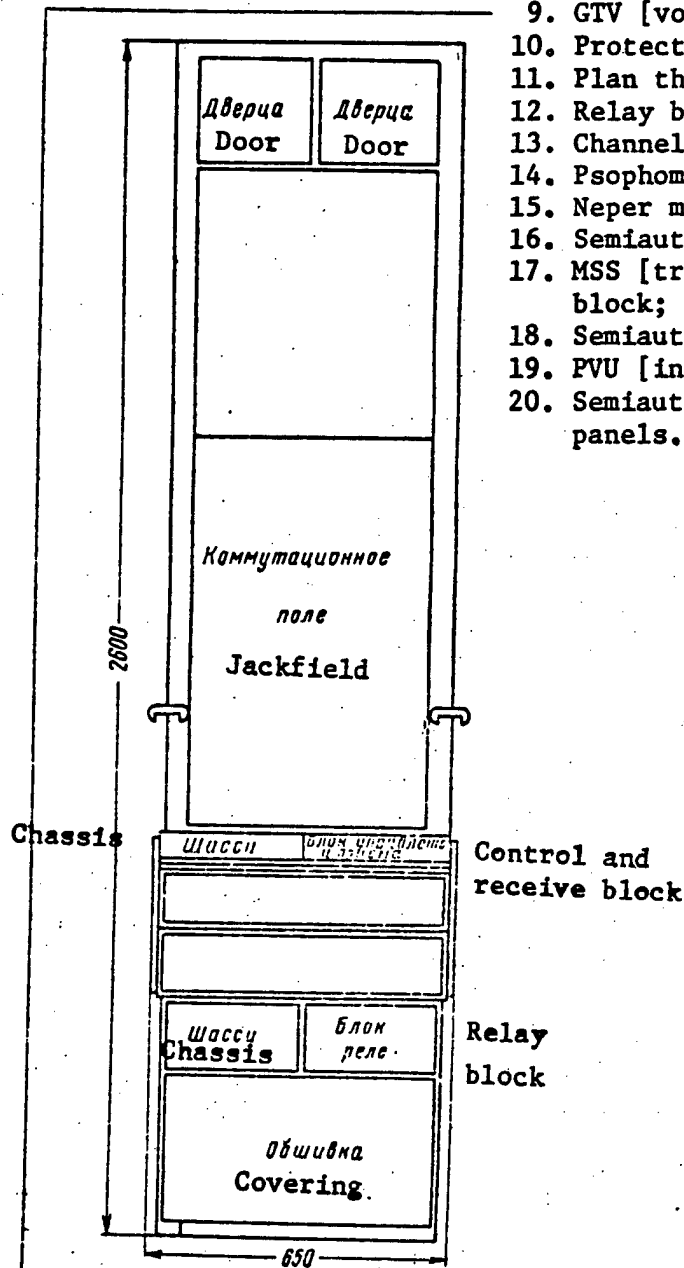 9. GTV [vo
10. Protect
11. Plan th
12. Relay b
13. Channel
14. Psophom
15. Neper m
16. Semiaut
17. MSS [tr
block;
18. Semiaut
19. PVU [in
20. Semiaut
panels.
Дверца Дверца
Door Door
Коммутационное
поле
Jackfield
2600
Chassis
Шасси
Блок
Control and
receive block
Шасси
Chassis
Блок
реле
Relay
block
Обшивка
Covering.
650